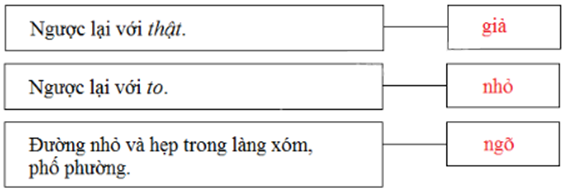 Ngược lại với thật.
giả
Ngược lại với to.
nhỏ
Đường nhỏ và hẹp trong làng xóm,
phố phường.
ngõ